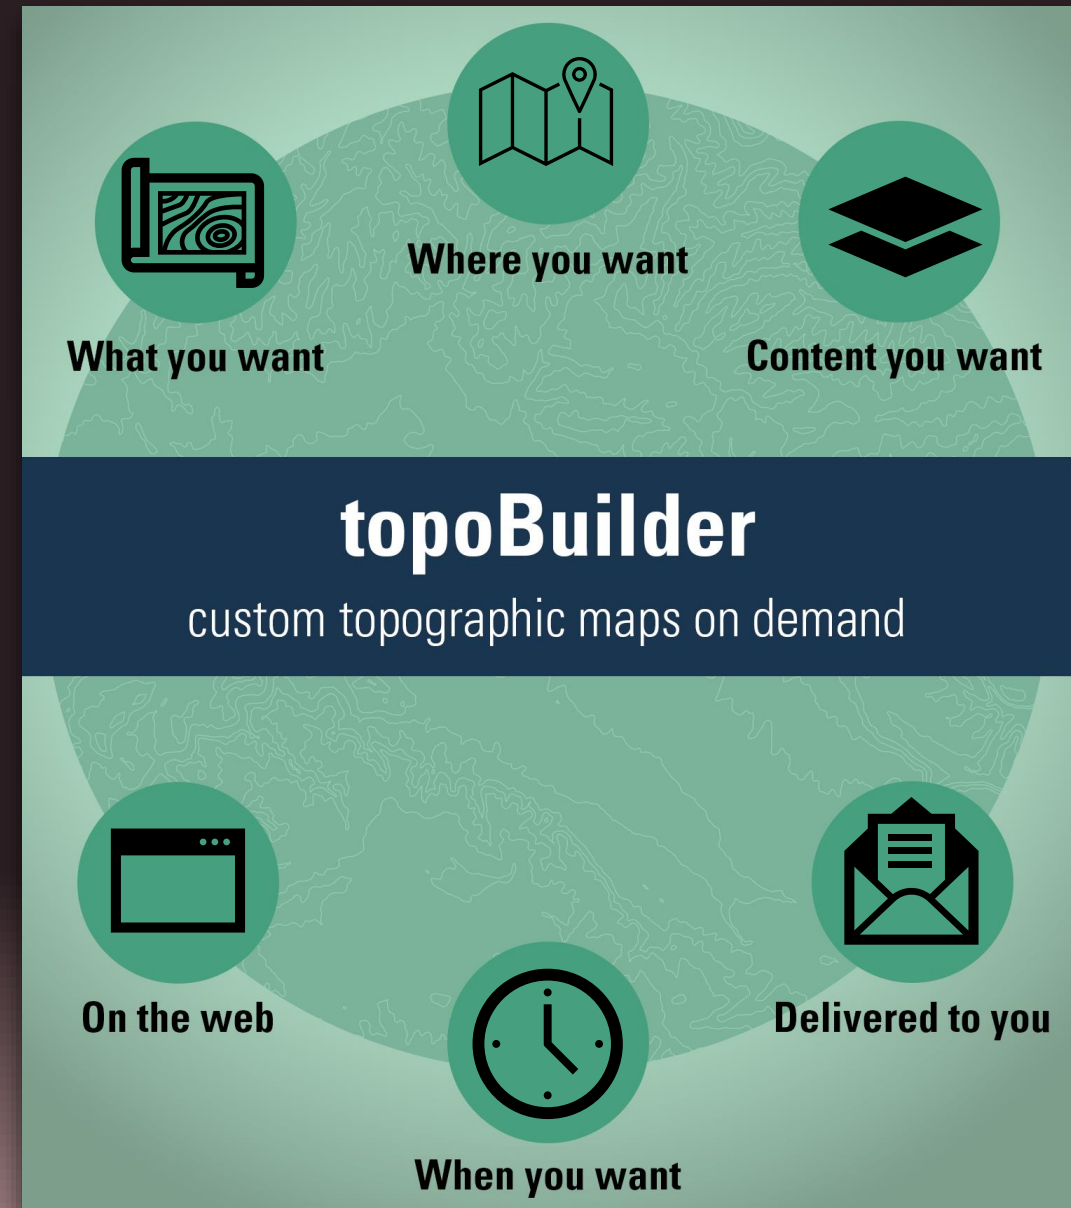 Where you want
What you want
Content you want
topoBuilder
custom topographic maps on demand
On the web
Delivered to you
When you want